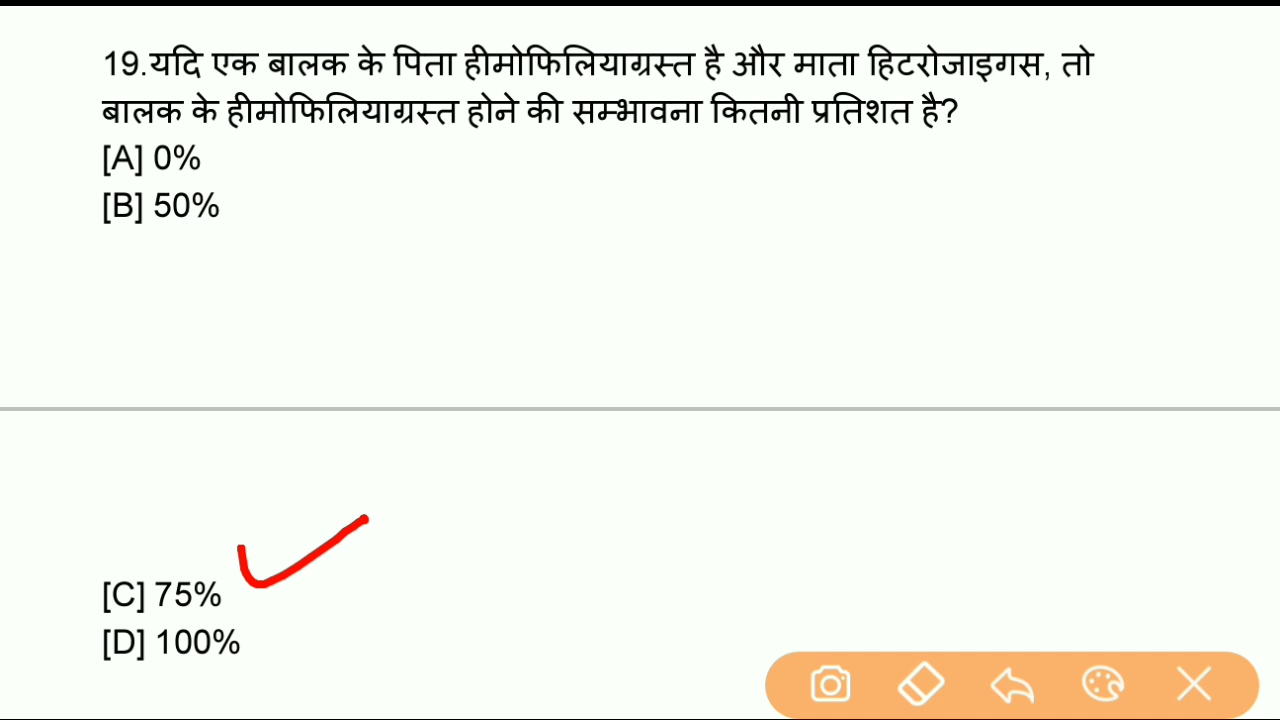 19.यदि एक बालक के पिता हीमोफिलियाग्रस्त है और माता हिटरोजाइगस, तो
बालक के हीमोफिलियाग्रस्त होने की सम्भावना कितनी प्रतिशत है?
[A] 0%
[B] 50%
[C] 75%
[D] 100%